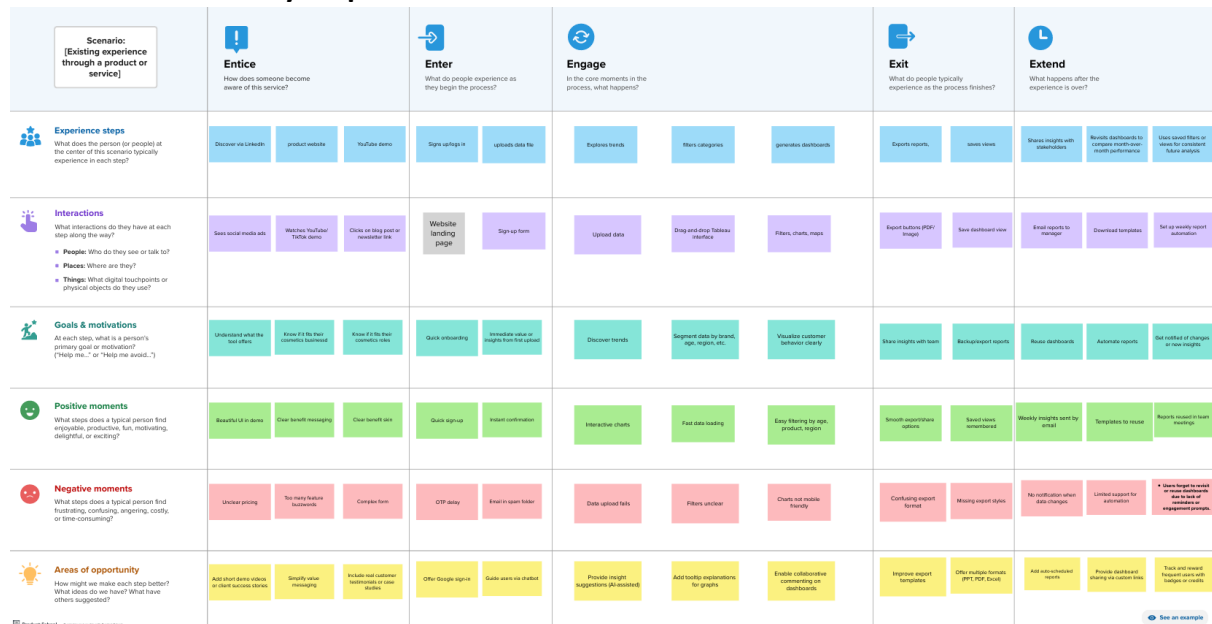 Scenario:
[Existing experience
through a product or
service]
Entice
How does someone become
aware of this service?
Enter
What do people experience as
they begin the process?
Engage
In the core moments in the
process, what happens?
Exit
What do people typically
experience as the process finishes?
Extend
What happens after the
experience is over?
Experience steps
What does the person (or people) at
the center of this scenario typically
experience in each step?
Discover via LinkedIn
product website
YouTube demo
Signs up/logs in
uploads data file
Explores trends
filters categories
generates dashboards
Exports reports,
saves views
Shares insights with
stakeholders
Revisits dashboards to
compare month-over-
month performance
Uses saved filters or
views for consistent
future analysis
Interactions
What interactions do they have at each
step along the way?
People: Who do they see or talk to?
Places: Where are they?
Things: What digital touchpoints or
physical objects do they use?
Sees social media ads
Watches YouTube/
TikTok demo
Clicks on blog post or
newsletter link
Website
landing
page
Sign-up form
Upload data
Drag-and-drop Tableau
interface
Filters, charts, maps
Export buttons (PDF/
Image)
Save dashboard view
Email reports to
manager
Download templates
Set up weekly report
automation
Goals & motivations
At each step, what is a person's
primary goal or motivation?
("Help me..." or "Help me avoid...")
Understand what the
tool offers
Know if it fits their
cosmetics businesd
Know if it fits their
cosmetics roles
Quick onboarding
Immediate value or
insights from first upload
Discover trends
Segment data by brand,
age, region, etc.
Visualize customer
behavior clearly
Share insights with team
Backup/export reports
Reuse dashboards
Automate reports
Get notified of changes
or new insights
Positive moments
What steps does a typical person find
enjoyable, productive, fun, motivating,
delightful, or exciting?
Beautiful UI in demo
Clear benefit messaging
Clear benefit skin
Quick sign-up
Instant confirmation
Interactive charts
Fast data loading
Easy filtering by age,
product, region
Smooth export/share
options
Saved views
remembered
Weekly insights sent by
email
Templates to reuse
Reports reused in team
meetings
Negative moments
What steps does a typical person find
frustrating, confusing, angering, costly,
or time-consuming?
Unclear pricing
Too many feature
buzzwords
Complex form
OTP delay
Email in spam folder
Data upload fails
Filters unclear
Charts not mobile
friendly
Confusing export
format
Missing export styles
No notification when
data changes
Limited support for
automation
Users forget to revisit
or reuse dashboards
due to lack of
reminders or
engagement prompts.
Areas of opportunity
How might we make each step better?
What ideas do we have? What have
others suggested?
Add short demo videos
or client success stories
Simplify value
messaging
Include real customer
testimonials or case
studies
Offer Google sign-in
Guide users via chatbot
Provide insight
suggestions (AI-assisted)
Add tooltip explanations
for graphs
Enable collaborative
commenting on
dashboards
Improve export
templates
Offer multiple formats
(PPT, PDF, Excel)
Add auto-scheduled
reports
Provide dashboard
sharing via custom links
Track and reward
frequent users with
badges or credits
See an example